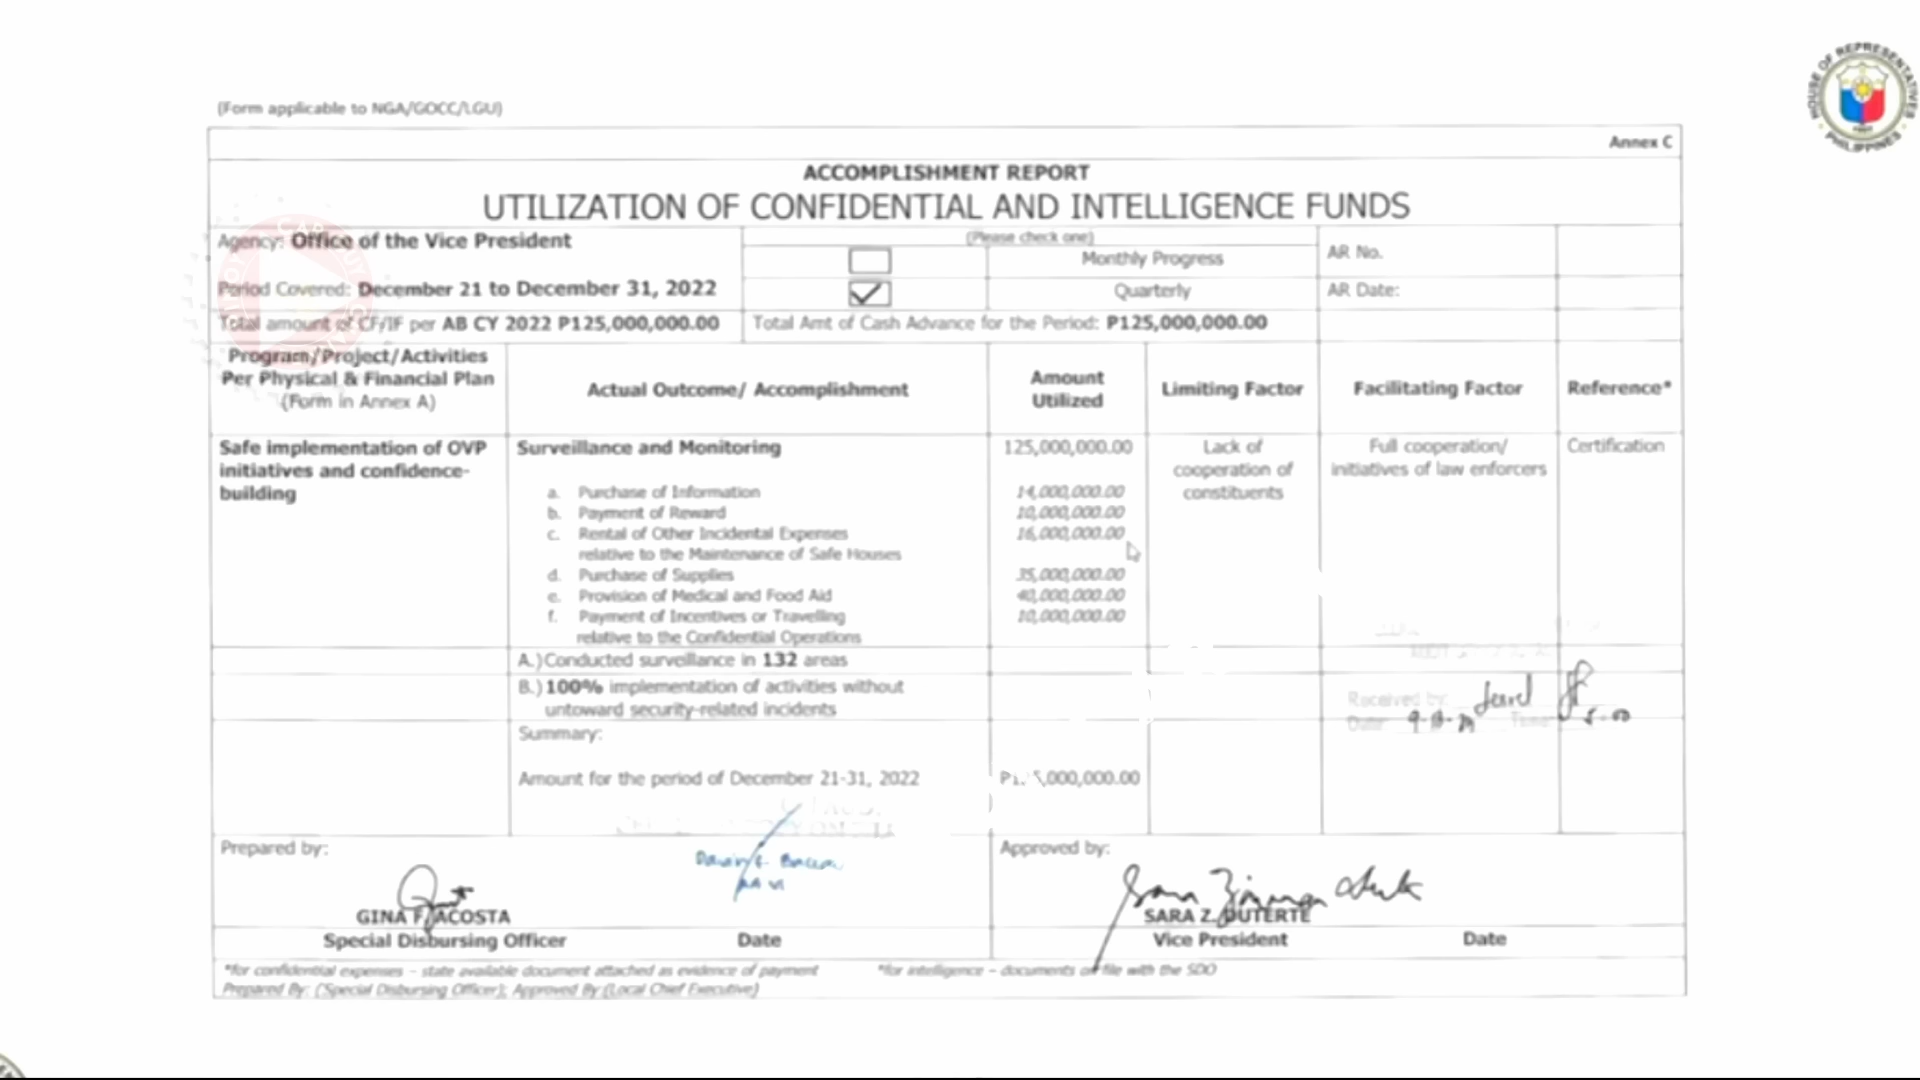 HOUSE OF REPRESENTATIVES
PHILIPPINES
(Form applicable to NGA/GOCC/LGU)
Annex C
ACCOMPLISHMENT REPORT
UTILIZATION OF CONFIDENTIAL AND INTELLIGENCE FUNDS
Agency: Office of the Vice President
(Please check one)
Monthly Progress
AR No.
Period Covered: December 21 to December 31, 2022
Quarterly
AR Date:
Total amount of CF/IF per AB CY 2022 P125,000,000.00
Total Amt of Cash Advance for the Period: P125,000,000.00
Program/Project/Activities
Per Physical & Financial Plan
(Form in Annex A)
Actual Outcome/ Accomplishment
Amount
Utilized
Limiting Factor
Facilitating Factor
Reference*
Safe implementation of OVP
initiatives and confidence-
building
Surveillance and Monitoring 125,000,000.00
Lack of
cooperation of
constituents
Full cooperation/
initiatives of law enforcers
Certification
a. Purchase of Information 14,000,000.00
b. Payment of Reward 10,000,000.00
c. Rental of Other Incidental Expenses 16,000,000.00
relative to the Maintenance of Safe Houses
d. Purchase of Supplies 35,000,000.00
e. Provision of Medical and Food Aid 40,000,000.00
f. Payment of Incentives or Travelling 10,000,000.00
relative to the Confidential Operations
A.)Conducted surveillance in 132 areas
B.) 100% implementation of activities without
untoward security-related incidents
Received by:
Date: Time:
Summary:
Amount for the period of December 21-31, 2022 ,000,000.00
Prepared by:
Approved by:
GINA F. ACOSTA
Special Disbursing Officer
Date
SARA Z. DUTERTE
Vice President
Date
*for confidential expenses – state available document attached as evidence of payment
*for intelligence – documents on file with the SDO
Prepared By: (Special Disbursing Officer); Approved By:(Local Chief Executive)